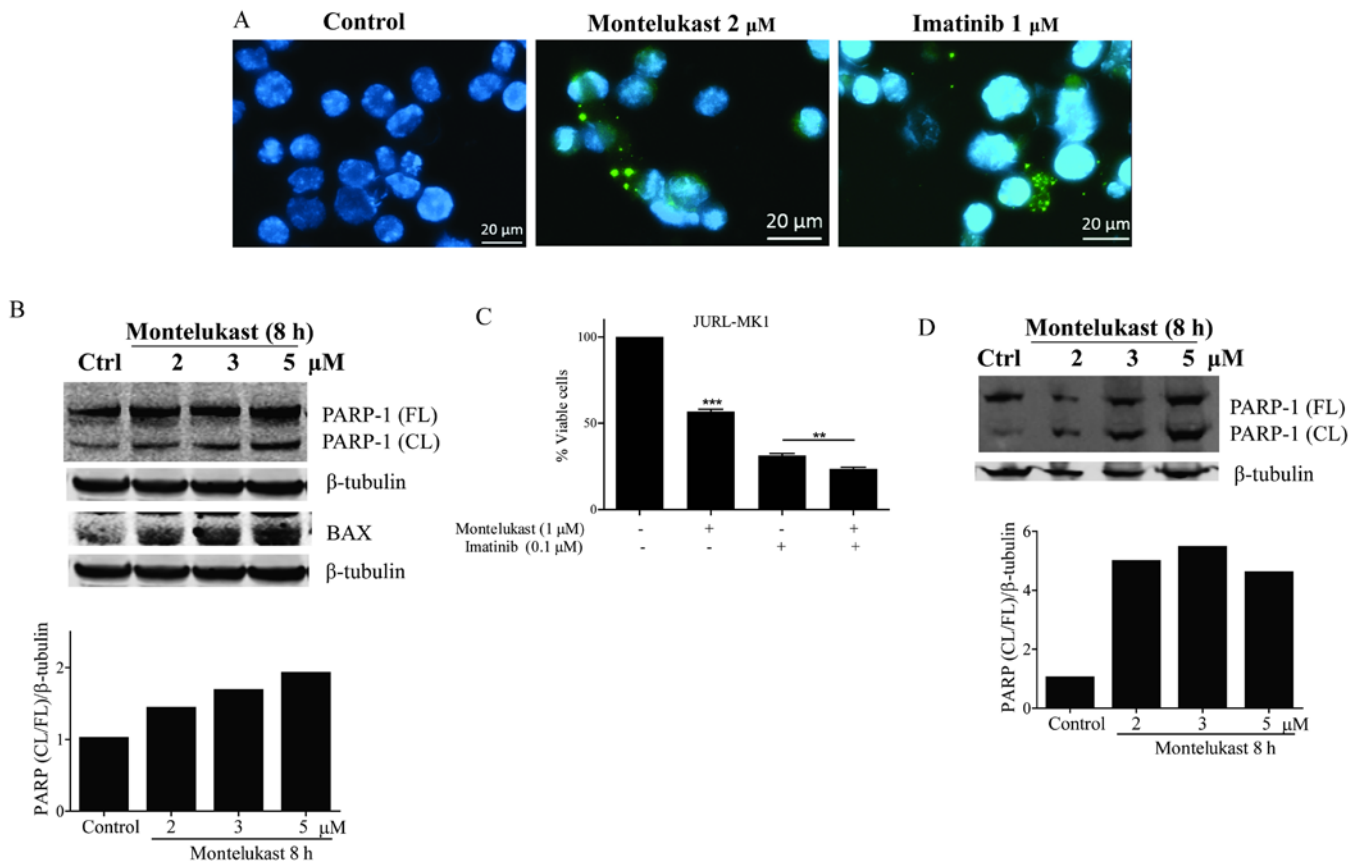 A
Control
Montelukast 2 μM
Imatinib 1 μM
20 μm
20 μm
20 μm
B
Montelukast (8 h)
Ctrl 2 3 5 μM
PARP-1 (FL)
PARP-1 (CL)
β-tubulin
BAX
β-tubulin
PARP (CL/FL)/β-tubulin
2
1
0
Control 2 3 5 μM
Montelukast 8 h
C
JURL-MK1
% Viable cells
100
50
0
***
**
Montelukast (1 μM) - + - +
Imatinib (0.1 μM) - - + +
D
Montelukast (8 h)
Ctrl 2 3 5 μM
PARP-1 (FL)
PARP-1 (CL)
β-tubulin
PARP (CL/FL)/β-tubulin
6
4
2
0
Control 2 3 5 μM
Montelukast 8 h